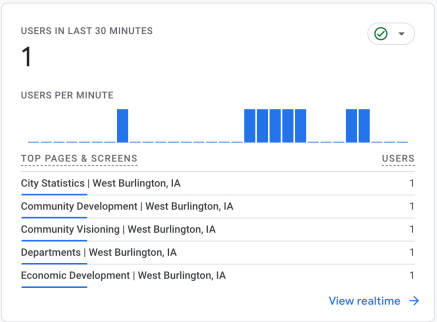 USERS IN LAST 30 MINUTES
1
USERS PER MINUTE
TOP PAGES & SCREENS USERS
City Statistics | West Burlington, IA 1
Community Development | West Burlington, IA 1
Community Visioning | West Burlington, IA 1
Departments | West Burlington, IA 1
Economic Development | West Burlington, IA 1
View realtime